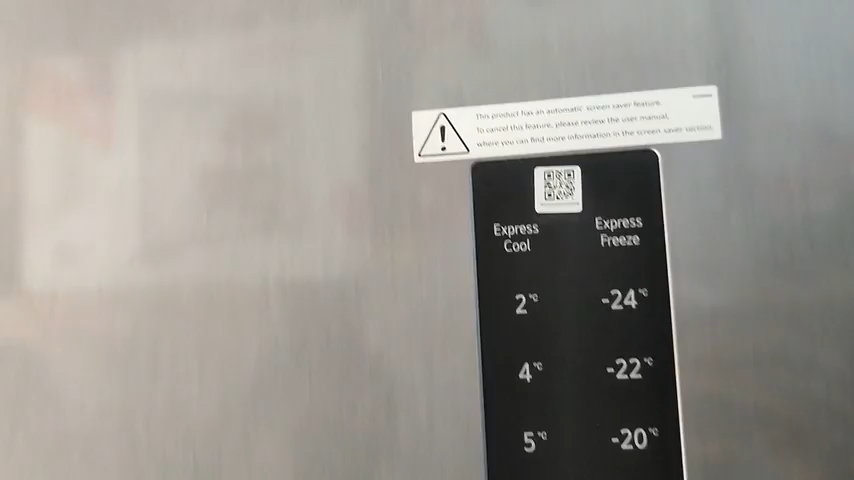 This product has an automatic screen saver feature.
To cancel this feature, please review the user manual,
where you can find more information in the screen saver section
Express Cool
Express Freeze
2°C
-24°C
4°C
-22°C
5°C
-20°C